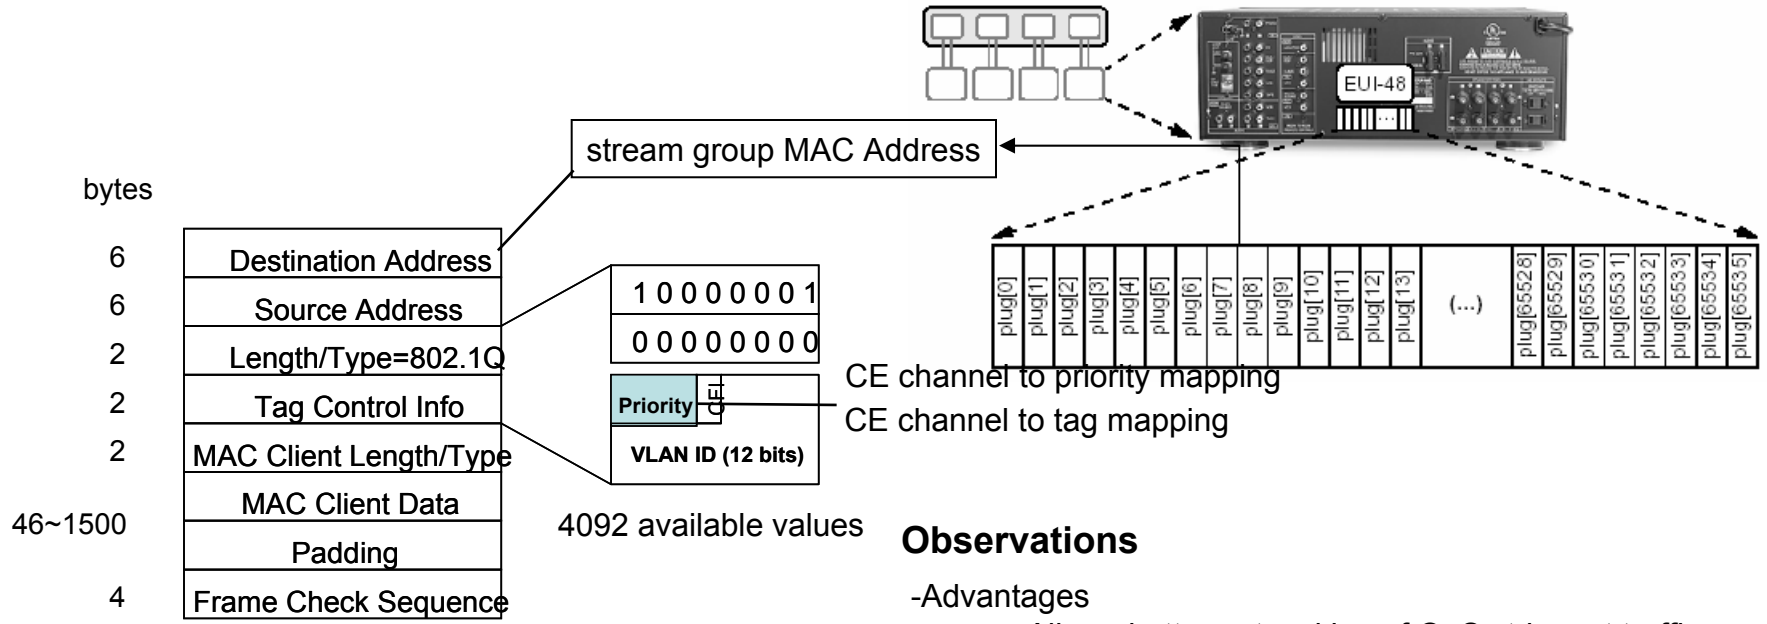 EUI-48
...
stream group MAC Address
bytes
6 Destination Address
6 Source Address
2 Length/Type=802.1Q
2 Tag Control Info
2 MAC Client Length/Type
MAC Client Data
46~1500
Padding
4 Frame Check Sequence
1 0 0 0 0 0 0 1
0 0 0 0 0 0 0 0
Priority
CFI
VLAN ID (12 bits)
4092 available values
plug[0]
plug[1]
plug[2]
plug[3]
plug[4]
plug[5]
plug[6]
plug[7]
plug[8]
plug[9]
plug[10]
plug[11]
plug[12]
plug[13]
(...)
plug[65528]
plug[65529]
plug[65530]
plug[65531]
plug[65532]
plug[65533]
plug[65534]
plug[65535]
CE channel to priority mapping
CE channel to tag mapping
Observations
-Advantages